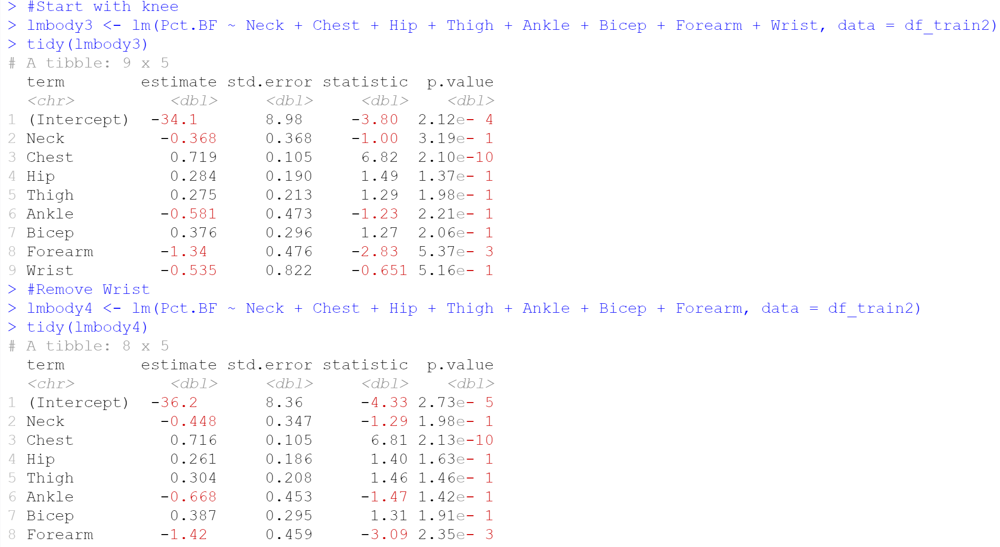 > #Start with knee
> lmbody3 <- lm(Pct.BF ~ Neck + Chest + Hip + Thigh + Ankle + Bicep + Forearm + Wrist, data = df_train2)
> tidy(lmbody3)
# A tibble: 9 x 5
  term        estimate std.error statistic  p.value
  <chr>          <dbl>     <dbl>     <dbl>    <dbl>
1 (Intercept)  -34.1       8.98     -3.80  2.12e- 4
2 Neck          -0.368     0.368    -1.00  3.19e- 1
3 Chest          0.719     0.105     6.82  2.10e-10
4 Hip            0.284     0.190     1.49  1.37e- 1
5 Thigh          0.275     0.213     1.29  1.98e- 1
6 Ankle         -0.581     0.473    -1.23  2.21e- 1
7 Bicep          0.376     0.296     1.27  2.06e- 1
8 Forearm       -1.34      0.476    -2.83  5.37e- 3
9 Wrist         -0.535     0.822    -0.651 5.16e- 1
> #Remove Wrist
> lmbody4 <- lm(Pct.BF ~ Neck + Chest + Hip + Thigh + Ankle + Bicep + Forearm, data = df_train2)
> tidy(lmbody4)
# A tibble: 8 x 5
  term        estimate std.error statistic  p.value
  <chr>          <dbl>     <dbl>     <dbl>    <dbl>
1 (Intercept)  -36.2       8.36      -4.33 2.73e- 5
2 Neck          -0.448     0.347     -1.29 1.98e- 1
3 Chest          0.716     0.105      6.81 2.13e-10
4 Hip            0.261     0.186      1.40 1.63e- 1
5 Thigh          0.304     0.208      1.46 1.46e- 1
6 Ankle         -0.668     0.453     -1.47 1.42e- 1
7 Bicep          0.387     0.295      1.31 1.91e- 1
8 Forearm       -1.42      0.459     -3.09 2.35e- 3